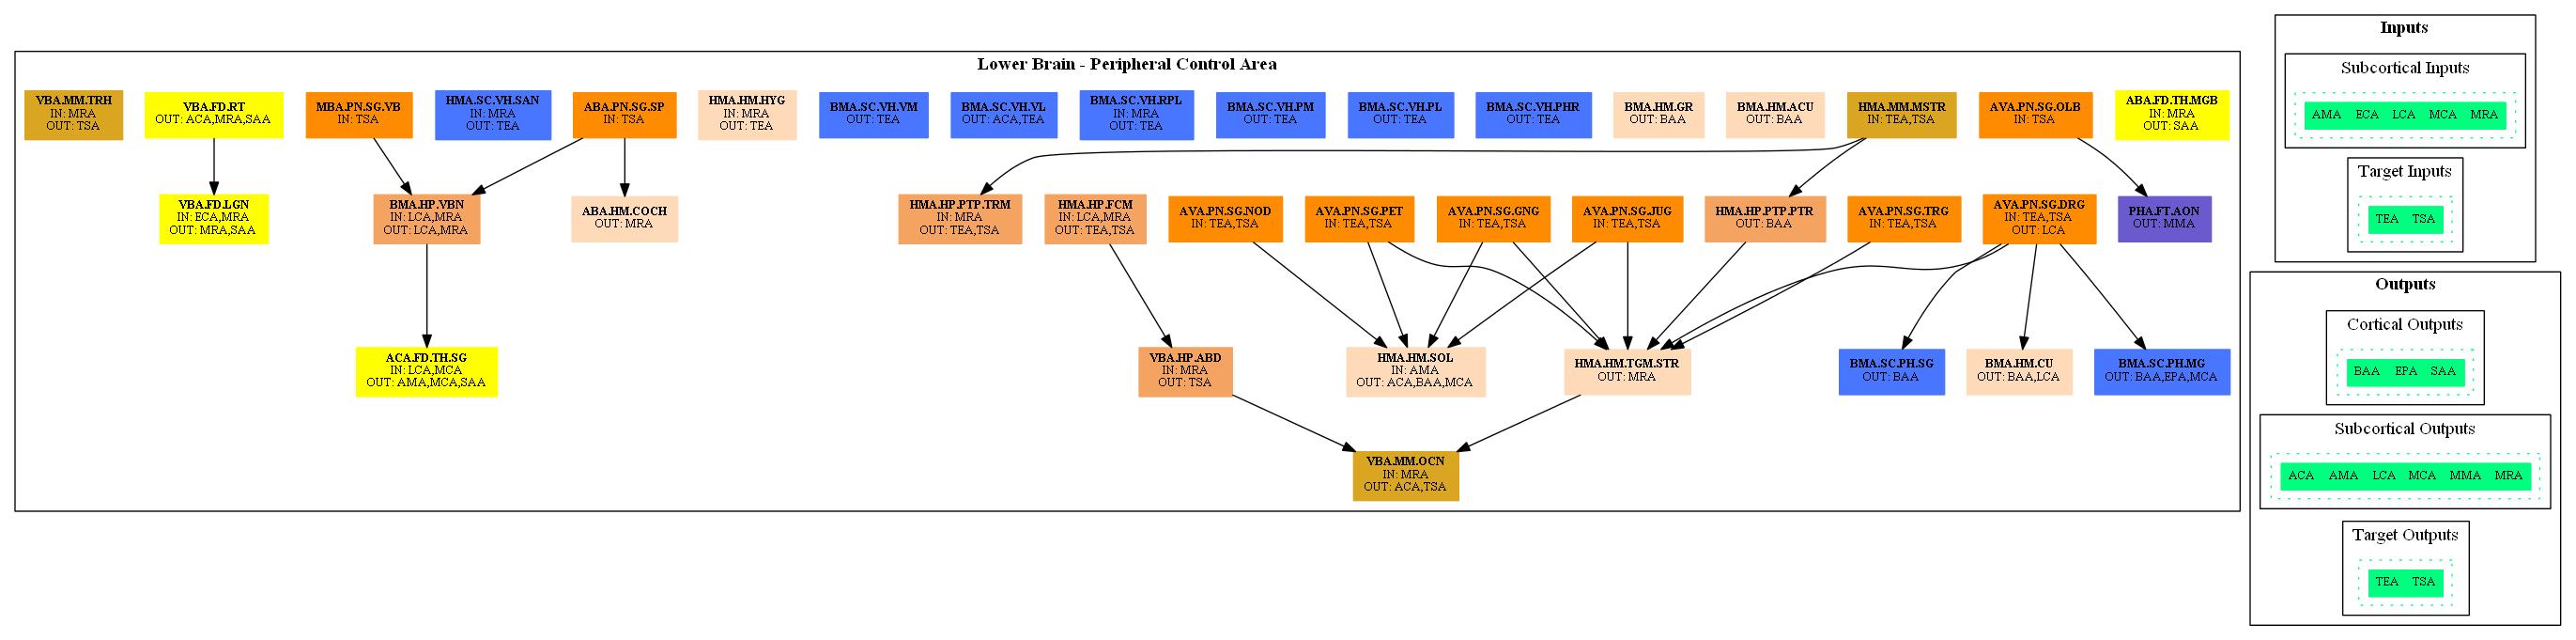 Lower Brain - Peripheral Control Area
VBA.MM.TRH
IN: MRA
OUT: TSA
VBA.FD.RT
OUT: ACA,MRA,SAA
MBA.PN.SG.VB
IN: TSA
HMA.SC.VH.SAN
IN: MRA
OUT: TEA
ABA.PN.SG.SP
IN: TSA
HMA.HM.HYG
IN: MRA
OUT: TEA
BMA.SC.VH.VM
OUT: TEA
BMA.SC.VH.VL
OUT: ACA,TEA
BMA.SC.VH.RPL
IN: MRA
OUT: TEA
BMA.SC.VH.PM
OUT: TEA
BMA.SC.VH.PL
OUT: TEA
BMA.SC.VH.PHR
OUT: TEA
BMA.HM.GR
OUT: BAA
BMA.HM.ACU
OUT: BAA
HMA.MM.MSTR
IN: TEA,TSA
AVA.PN.SG.OLB
IN: TSA
ABA.FD.TH.MGB
IN: MRA
OUT: SAA
VBA.FD.LGN
IN: ECA,MRA
OUT: MRA,SAA
BMA.HP.VBN
IN: LCA,MRA
OUT: LCA,MRA
ABA.HM.COCH
OUT: MRA
HMA.HP.PTP.TRM
IN: MRA
OUT: TEA,TSA
HMA.HP.FCM
IN: LCA,MRA
OUT: TEA,TSA
AVA.PN.SG.NOD
IN: TEA,TSA
AVA.PN.SG.PET
IN: TEA,TSA
AVA.PN.SG.GNG
IN: TEA,TSA
AVA.PN.SG.JUG
IN: TEA,TSA
HMA.HP.PTP.PTR
OUT: BAA
AVA.PN.SG.TRG
IN: TEA,TSA
AVA.PN.SG.DRG
IN: TEA,TSA
OUT: LCA
PHA.FT.AON
OUT: MMA
ACA.FD.TH.SG
IN: LCA,MCA
OUT: AMA,MCA,SAA
VBA.HP.ABD
IN: MRA
OUT: TSA
HMA.HM.SOL
IN: AMA
OUT: ACA,BAA,MCA
HMA.HM.TGM.STR
OUT: MRA
BMA.SC.PH.SG
OUT: BAA
BMA.HM.CU
OUT: BAA,LCA
BMA.SC.PH.MG
OUT: BAA,EPA,MCA
VBA.MM.OCN
IN: MRA
OUT: ACA,TSA
Inputs
Subcortical Inputs
AMA ECA LCA MCA MRA
Target Inputs
TEA TSA
Outputs
Cortical Outputs
BAA EPA SAA
Subcortical Outputs
ACA AMA LCA MCA MMA MRA
Target Outputs
TEA TSA